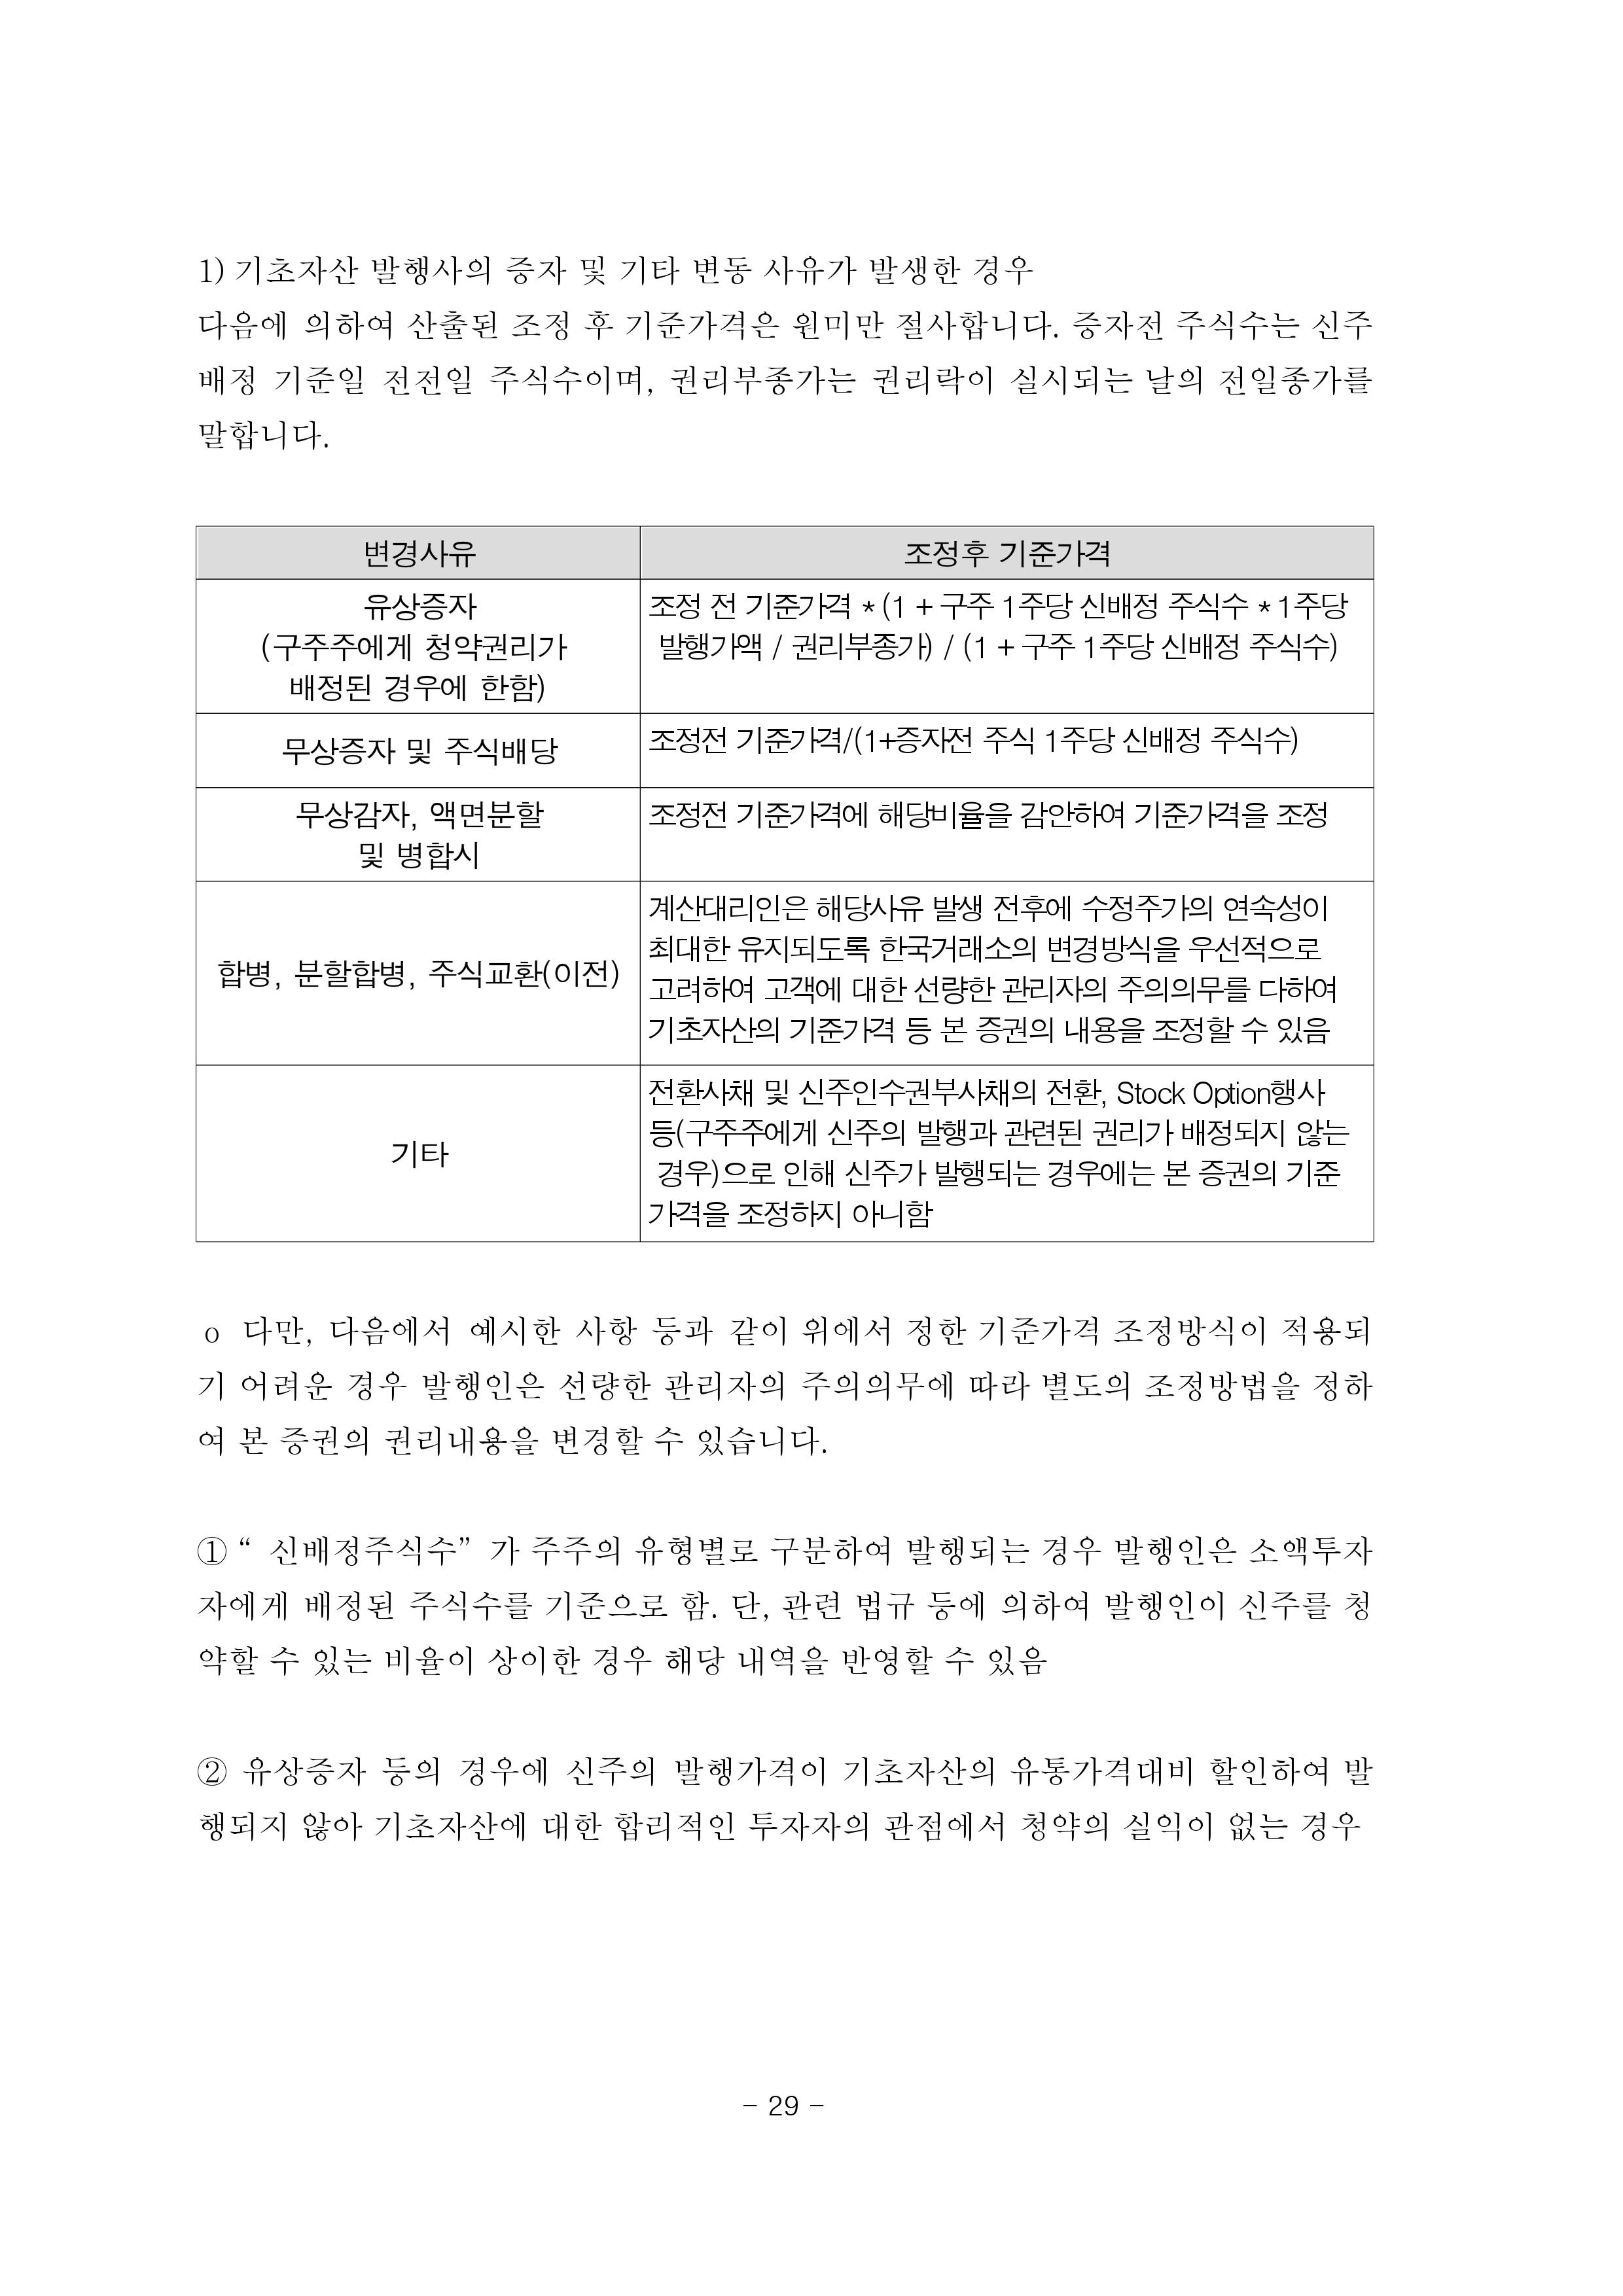 1) 기초자산 발행사의 증자 및 기타 변동 사유가 발생한 경우
다음에 의하여 산출된 조정 후 기준가격은 원미만 절사합니다. 증자전 주식수는 신주
배정 기준일 전전일 주식수이며, 권리부종가는 권리락이 실시되는 날의 전일종가를
말합니다.
변경사유 조정후 기준가격
유상증자
(구주주에게 청약권리가
배정된 경우에 한함)
조정 전 기준가격 * (1 + 구주 1주당 신배정 주식수 * 1주당
발행가액 / 권리부종가) / (1 + 구주 1주당 신배정 주식수)
무상증자 및 주식배당
조정전 기준가격/(1+증자전 주식 1주당 신배정 주식수)
무상감자, 액면분할
및 병합시
조정전 기준가격에 해당비율을 감안하여 기준가격을 조정
합병, 분할합병, 주식교환(이전)
계산대리인은 해당사유 발생 전후에 수정주가의 연속성이
최대한 유지되도록 한국거래소의 변경방식을 우선적으로
고려하여 고객에 대한 선량한 관리자의 주의의무를 다하여
기초자산의 기준가격 등 본 증권의 내용을 조정할 수 있음
기타
전환사채 및 신주인수권부사채의 전환, Stock Option행사
등(구주주에게 신주의 발행과 관련된 권리가 배정되지 않는
경우)으로 인해 신주가 발행되는 경우에는 본 증권의 기준
가격을 조정하지 아니함
o 다만, 다음에서 예시한 사항 등과 같이 위에서 정한 기준가격 조정방식이 적용되
기 어려운 경우 발행인은 선량한 관리자의 주의의무에 따라 별도의 조정방법을 정하
여 본 증권의 권리내용을 변경할 수 있습니다.
① “ 신배정주식수” 가 주주의 유형별로 구분하여 발행되는 경우 발행인은 소액투자
자에게 배정된 주식수를 기준으로 함. 단, 관련 법규 등에 의하여 발행인이 신주를 청
약할 수 있는 비율이 상이한 경우 해당 내역을 반영할 수 있음
② 유상증자 등의 경우에 신주의 발행가격이 기초자산의 유통가격대비 할인하여 발
행되지 않아 기초자산에 대한 합리적인 투자자의 관점에서 청약의 실익이 없는 경우
- 29 -